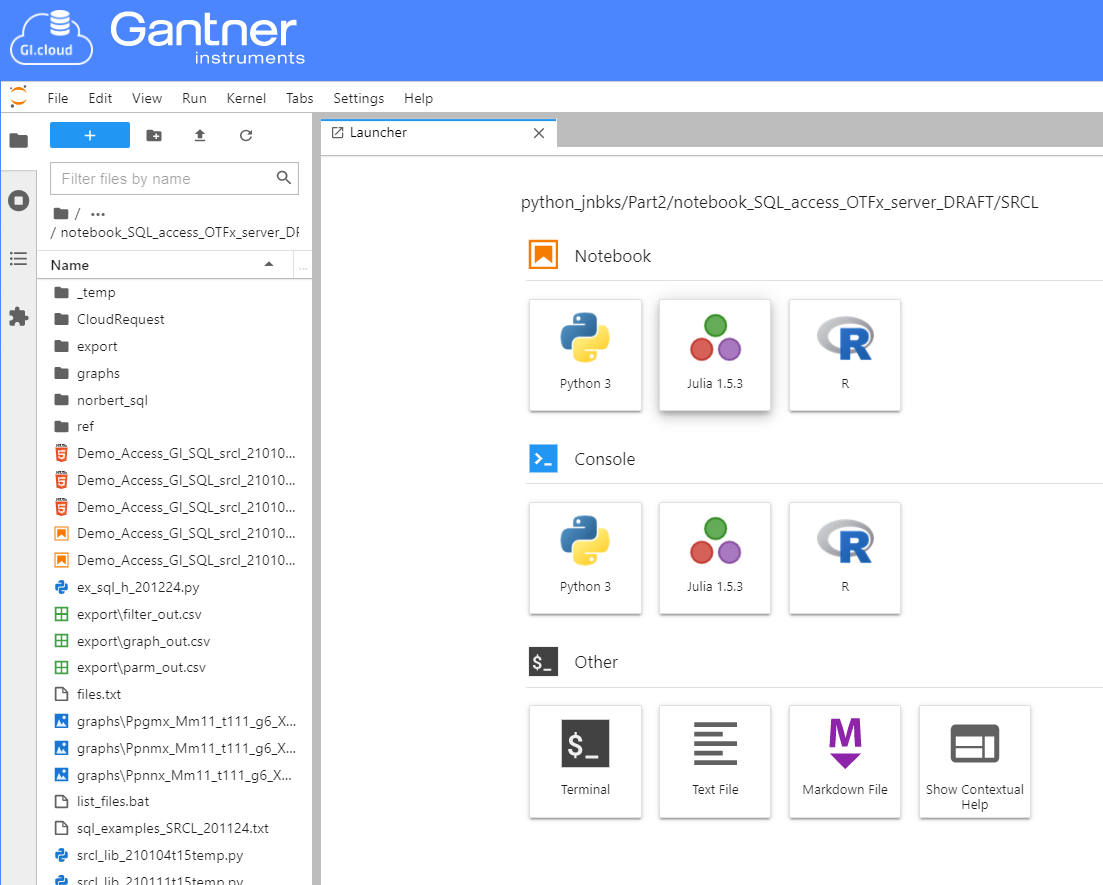 GI.cloud
Gantner
instruments
File Edit View Run Kernel Tabs Settings Help
+
Launcher
Filter files by name
/ ...
/ notebook_SQL_access_OTFx_server_DF
Name
...
_temp
CloudRequest
export
graphs
norbert_sql
ref
Demo_Access_GI_SQL_srcl_21010...
Demo_Access_GI_SQL_srcl_21010...
Demo_Access_GI_SQL_srcl_21010...
Demo_Access_GI_SQL_srcl_21010...
Demo_Access_GI_SQL_srcl_21010...
ex_sql_h_201224.py
export\filter_out.csv
export\graph_out.csv
export\parm_out.csv
files.txt
graphs\Ppgmx_Mm11_t111_g6_X...
graphs\Ppnmx_Mm11_t111_g6_X...
graphs\Ppnnx_Mm11_t111_g6_X...
list_files.bat
sql_examples_SRCL_201124.txt
srcl_lib_210104t15temp.py
srcl_lib_210111t15temp.py
python_jnbks/Part2/notebook_SQL_access_OTFx_server_DRAFT/SRCL
Notebook
Python 3
Julia 1.5.3
R
R
Console
Python 3
Julia 1.5.3
R
R
$_
Other
$_
Terminal
Text File
M
Markdown File
Show Contextual
Help